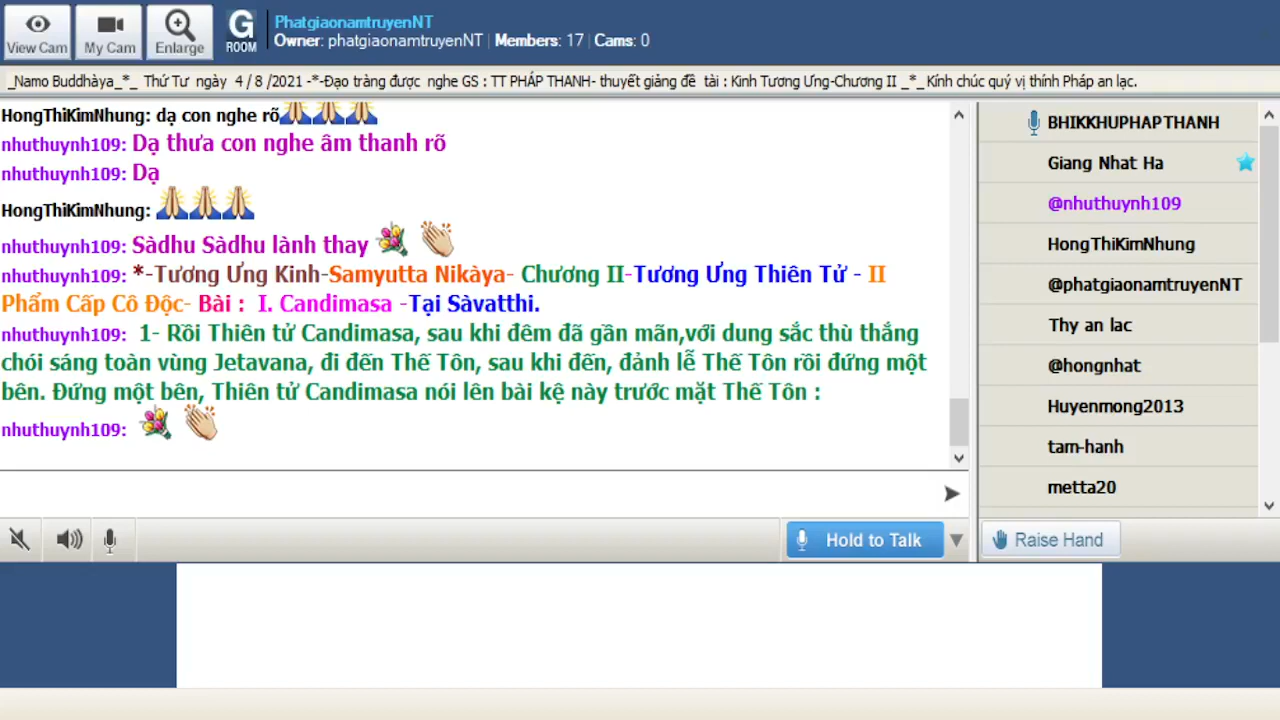 View Cam
My Cam
Enlarge
G
ROOM
PhatgiaonamtruyenNT
Owner: phatgiaonamtruyenNT | Members: 17 | Cams: 0
_Namo Buddhàya_*_ Thứ Tư ngày 4 / 8 /2021 -*-Đạo tràng được nghe GS : TT PHÁP THANH- thuyết giảng đề tài : Kinh Tương Ưng-Chương II _*_ Kính chúc quý vị thính Pháp an lạc.
HongThiKimNhung: dạ con nghe rõ
nhuthuynh109: Dạ thưa con nghe âm thanh rõ
nhuthuynh109: Dạ
HongThiKimNhung:
nhuthuynh109: Sàdhu Sàdhu lành thay
nhuthuynh109: *-Tương Ưng Kinh-Samyutta Nikàya- Chương II-Tương Ưng Thiên Tử - II
Phẩm Cấp Cô Độc- Bài : I. Candimasa -Tại Sàvatthi.
nhuthuynh109: 1- Rồi Thiên tử Candimasa, sau khi đêm đã gần mãn,với dung sắc thù thắng
chói sáng toàn vùng Jetavana, đi đến Thế Tôn, sau khi đến, đảnh lễ Thế Tôn rồi đứng một
bên. Đứng một bên, Thiên tử Candimasa nói lên bài kệ này trước mặt Thế Tôn :
nhuthuynh109:
Hold to Talk
BHIKKHUPHAPTHANH
Giang Nhat Ha
@nhuthuynh109
HongThiKimNhung
@phatgiaonamtruyenNT
Thy an lac
@hongnhat
Huyenmong2013
tam-hanh
metta20
Raise Hand